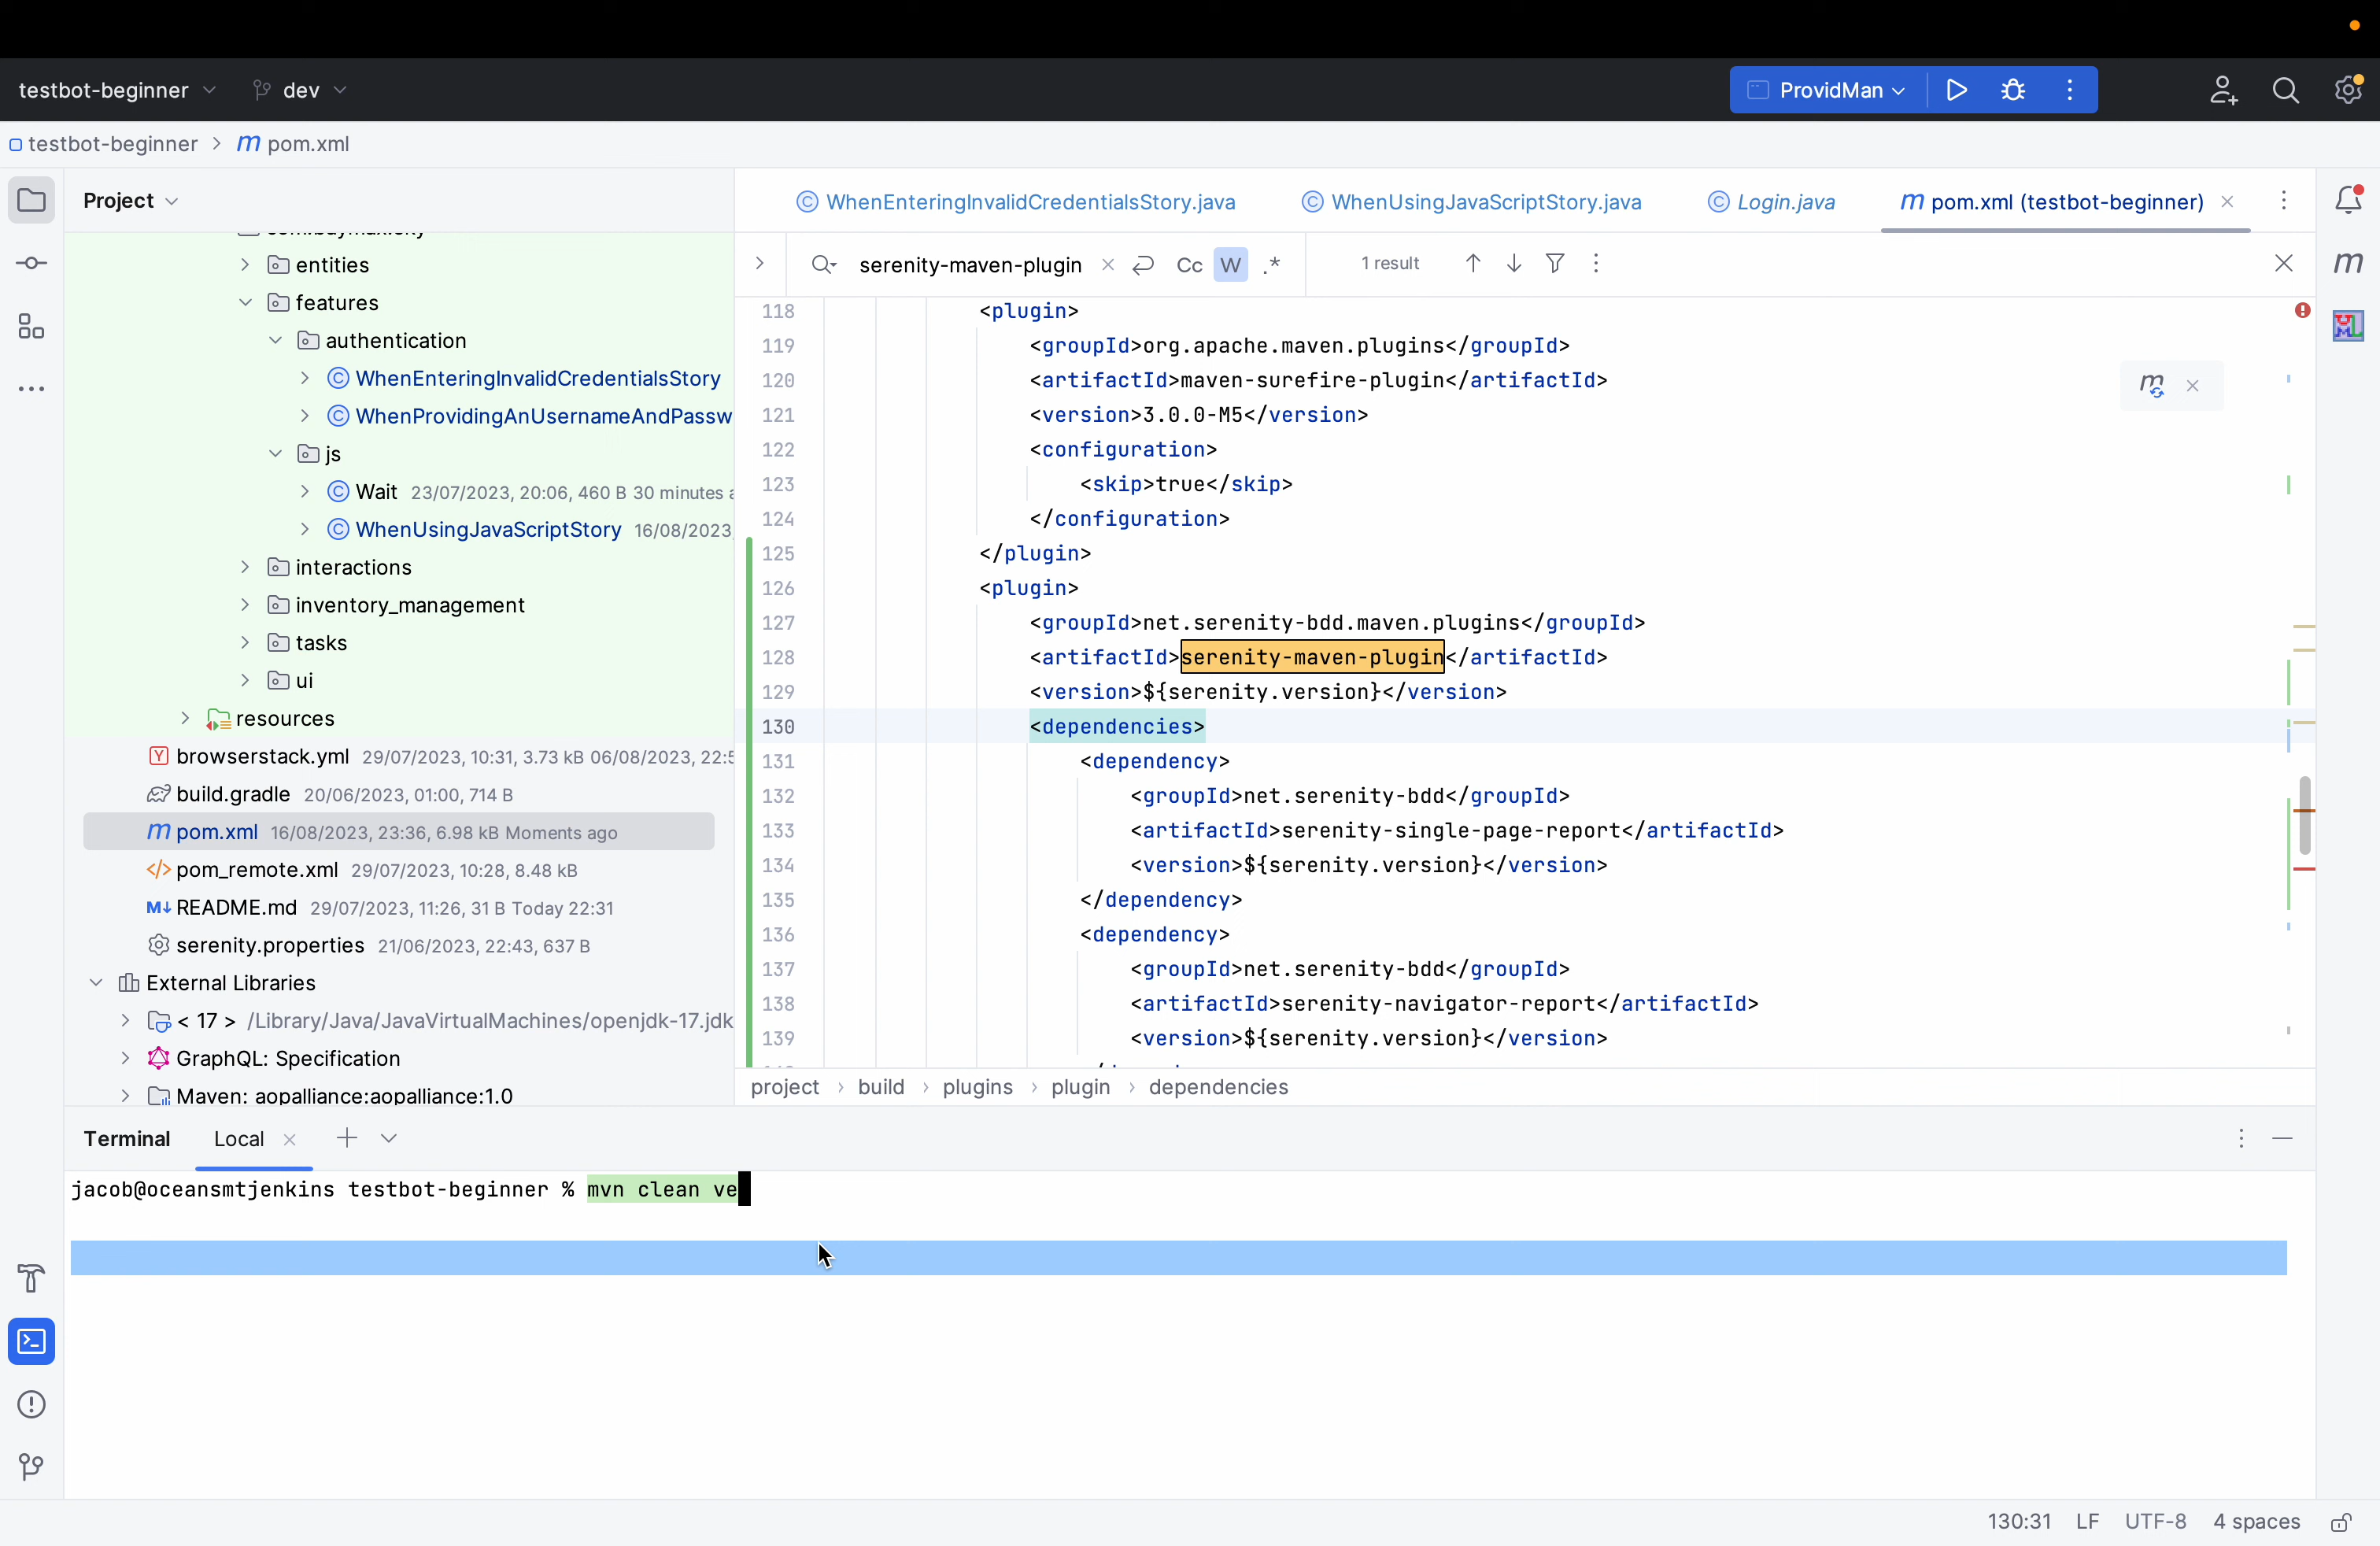 testbot-beginner dev ProvidMan
testbot-beginner > m pom.xml
Project
WhenEnteringInvalidCredentialsStory.java WhenUsingJavaScriptStory.java Login.java pom.xml (testbot-beginner)
serenity-maven-plugin Cc W .* 1 result
entities
features
authentication
WhenEnteringInvalidCredentialsStory
WhenProvidingAnUsernameAndPassw
js
Wait 23/07/2023, 20:06, 460 B 30 minutes a
WhenUsingJavaScriptStory 16/08/2023,
interactions
inventory_management
tasks
ui
resources
browserstack.yml 29/07/2023, 10:31, 3.73 kB 06/08/2023, 22:5
build.gradle 20/06/2023, 01:00, 714 B
pom.xml 16/08/2023, 23:36, 6.98 kB Moments ago
pom_remote.xml 29/07/2023, 10:28, 8.48 kB
README.md 29/07/2023, 11:26, 31 B Today 22:31
serenity.properties 21/06/2023, 22:43, 637 B
External Libraries
< 17 > /Library/Java/JavaVirtualMachines/openjdk-17.jdk
GraphQL: Specification
Maven: aopalliance:aopalliance:1.0
118 <plugin>
119 <groupId>org.apache.maven.plugins</groupId>
120 <artifactId>maven-surefire-plugin</artifactId>
121 <version>3.0.0-M5</version>
122 <configuration>
123 <skip>true</skip>
124 </configuration>
125 </plugin>
126 <plugin>
127 <groupId>net.serenity-bdd.maven.plugins</groupId>
128 <artifactId>serenity-maven-plugin</artifactId>
129 <version>${serenity.version}</version>
130 <dependencies>
131 <dependency>
132 <groupId>net.serenity-bdd</groupId>
133 <artifactId>serenity-single-page-report</artifactId>
134 <version>${serenity.version}</version>
135 </dependency>
136 <dependency>
137 <groupId>net.serenity-bdd</groupId>
138 <artifactId>serenity-navigator-report</artifactId>
139 <version>${serenity.version}</version>
project > build > plugins > plugin > dependencies
Terminal Local
jacob@oceansmtjenkins testbot-beginner % mvn clean ve
130:31 LF UTF-8 4 spaces